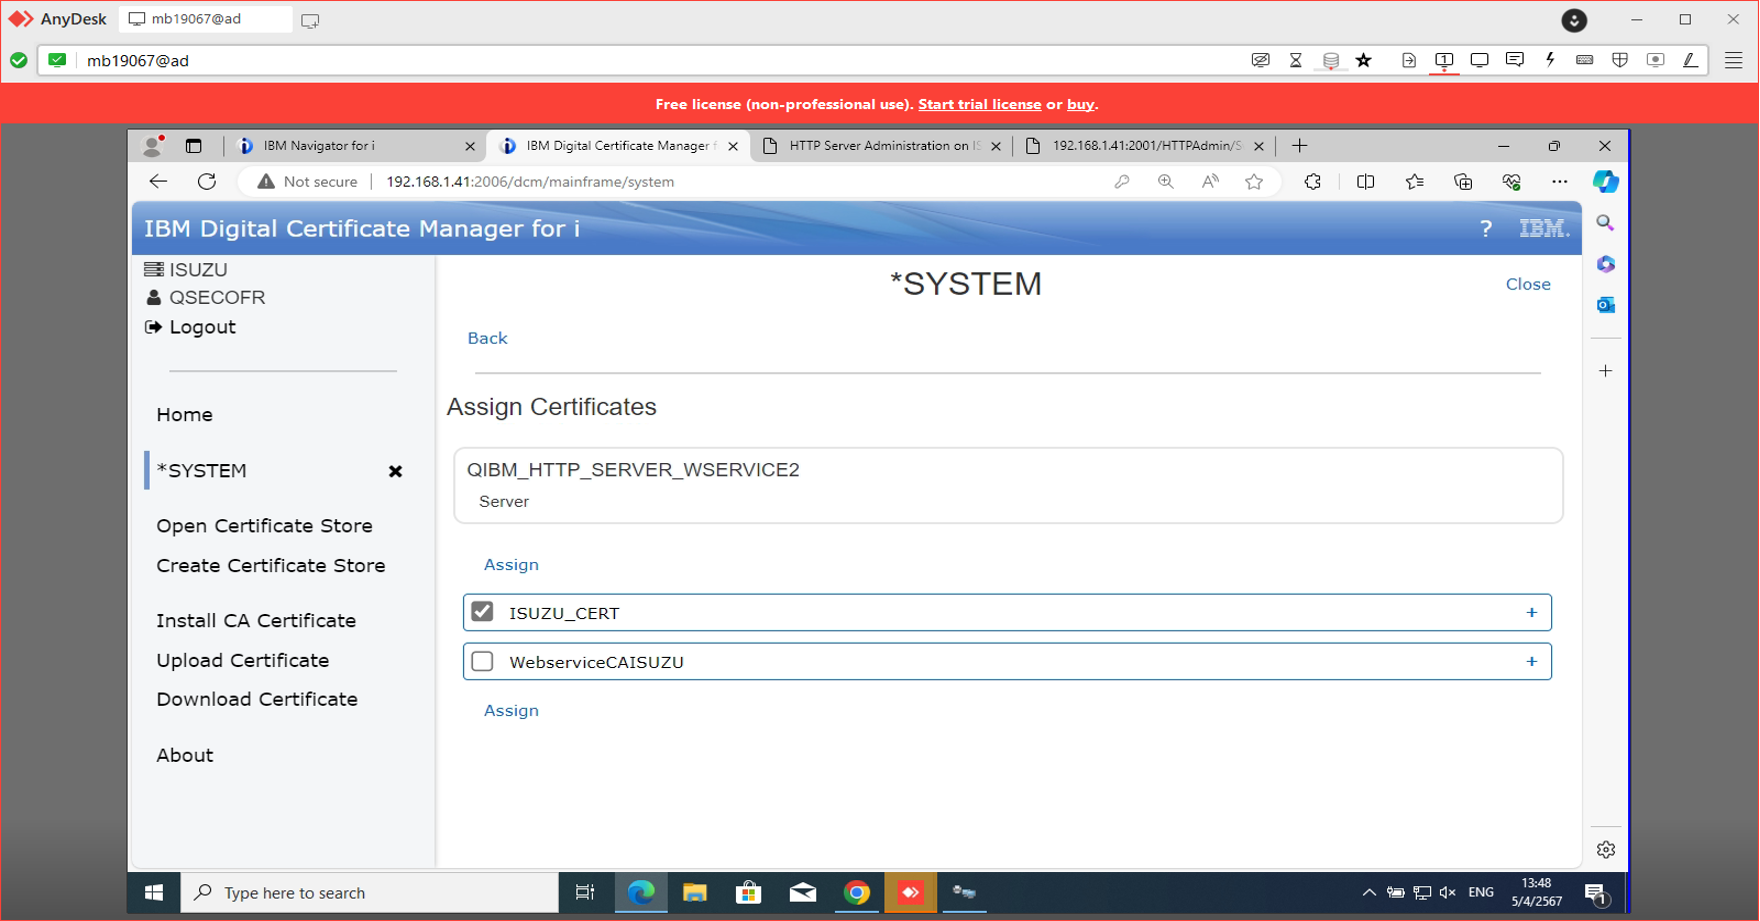 AnyDesk
mb19067@ad
mb19067@ad
1
Free license (non-professional use). Start trial license or buy.
IBM Navigator for i
IBM Digital Certificate Manager f
HTTP Server Administration on IS
192.168.1.41:2001/HTTPAdmin/S
Not secure
192.168.1.41:2006/dcm/mainframe/system
IBM Digital Certificate Manager for i
?
IBM.
ISUZU
QSECOFR
Logout
Home
*SYSTEM
Open Certificate Store
Create Certificate Store
Install CA Certificate
Upload Certificate
Download Certificate
About
*SYSTEM
Close
Back
Assign Certificates
QIBM_HTTP_SERVER_WSERVICE2
Server
Assign
ISUZU_CERT
+
WebserviceCAISUZU
+
Assign
Type here to search
ENG
13:48
5/4/2567
1